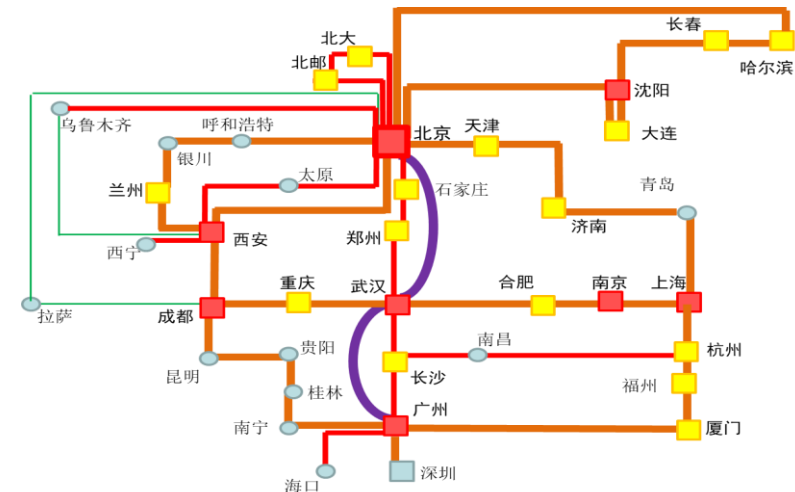 长春
哈尔滨
北大
北邮
沈阳
大连
乌鲁木齐
呼和浩特
银川
北京
天津
太原
石家庄
兰州
青岛
济南
西安
西宁
郑州
重庆
武汉
合肥
南京
上海
拉萨
成都
南昌
杭州
昆明
贵阳
长沙
福州
桂林
广州
南宁
厦门
海口
深圳